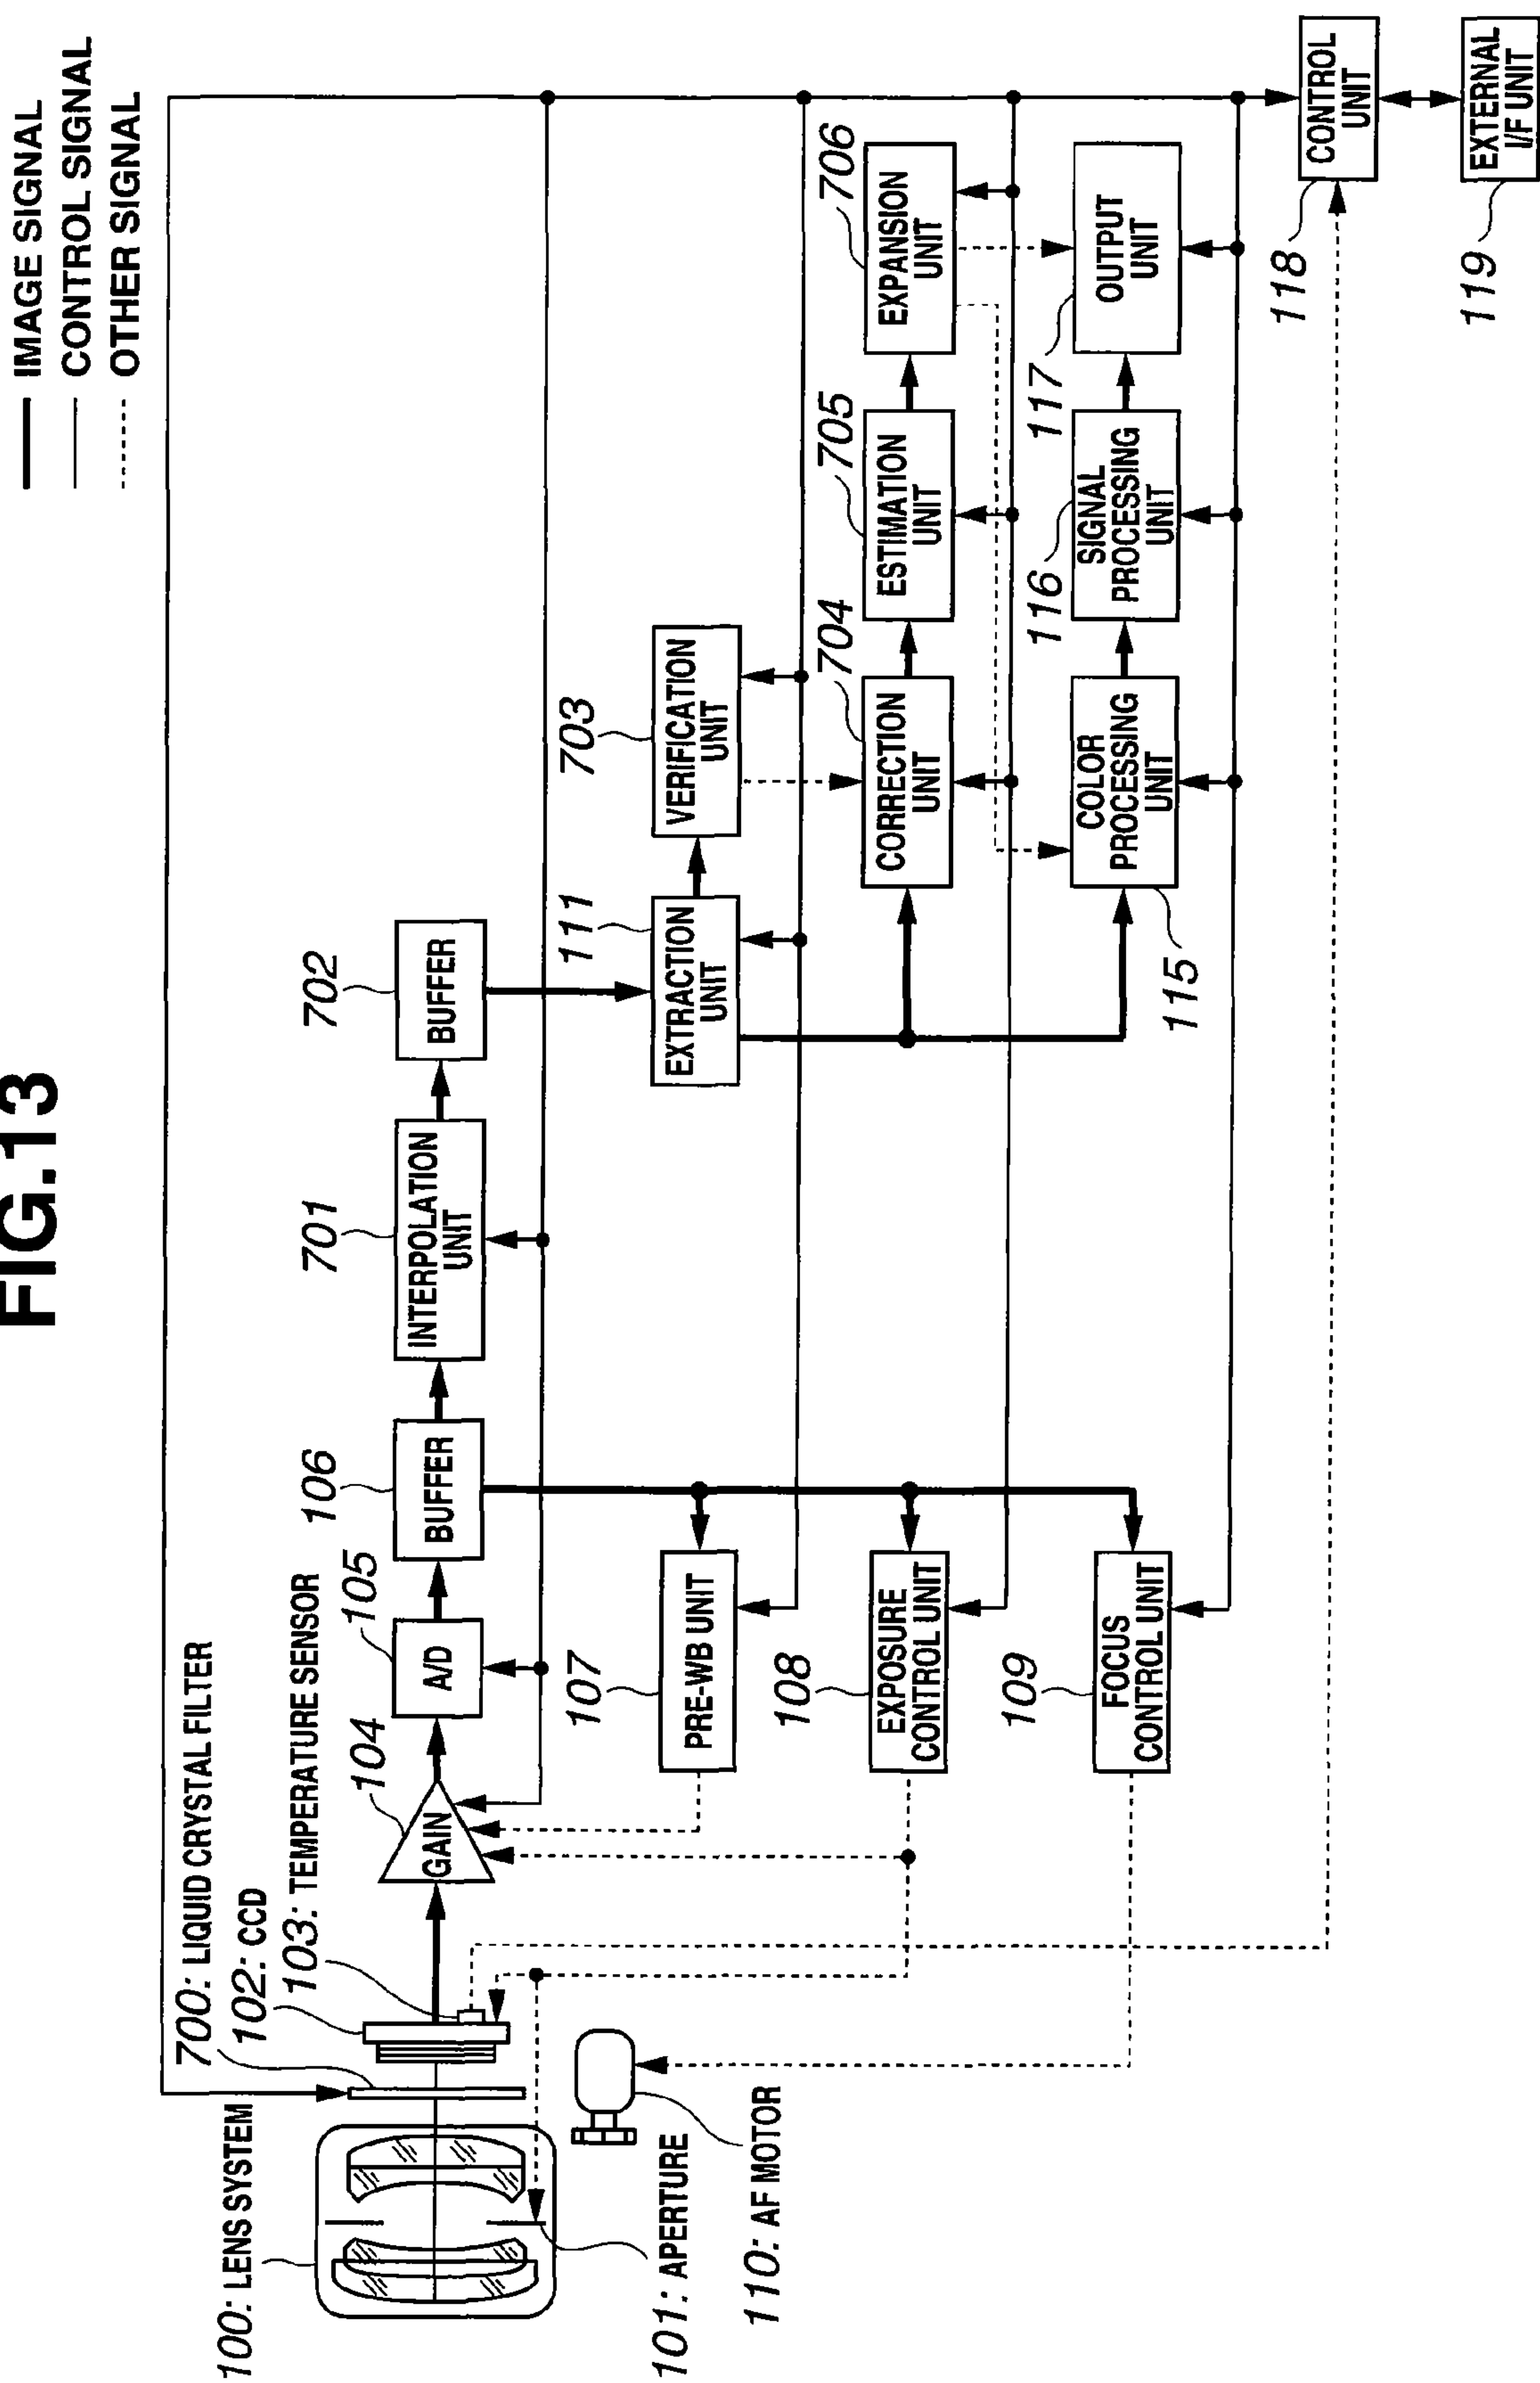 FIG.13
IMAGE SIGNAL
CONTROL SIGNAL
OTHER SIGNAL
100: LENS SYSTEM
700: LIQUID CRYSTAL FILTER
102: CCD
103: TEMPERATURE SENSOR
104
GAIN
105
A/D
106
BUFFER
701
INTERPOLATION
UNIT
702
BUFFER
101: APERTURE
110: AF MOTOR
107
PRE-WB UNIT
108
EXPOSURE
CONTROL UNIT
109
FOCUS
CONTROL UNIT
111
EXTRACTION
UNIT
703
VERIFICATION
UNIT
704
CORRECTION
UNIT
705
ESTIMATION
UNIT
706
EXPANSION
UNIT
115
COLOR
PROCESSING
UNIT
116
SIGNAL
PROCESSING
UNIT
117
OUTPUT
UNIT
118
CONTROL
UNIT
119
EXTERNAL
I/F UNIT